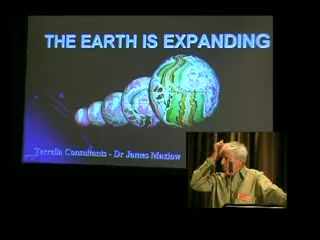 THE EARTH IS EXPANDING
Terrella Consultants - Dr James Maxlow